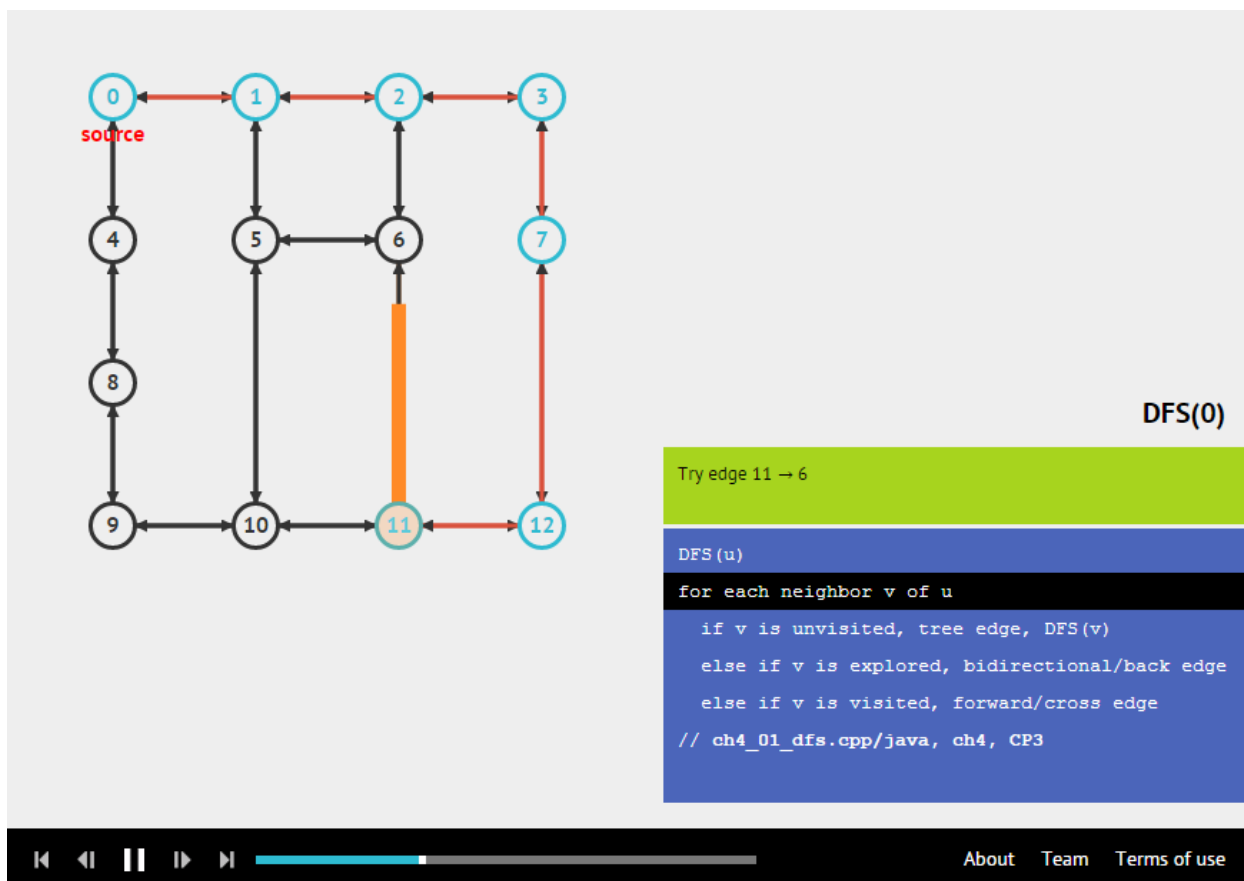 0 1 2 3
source
4 5 6 7
8
9 10 11 12
DFS(0)
Try edge 11 → 6
DFS(u)
for each neighbor v of u
if v is unvisited, tree edge, DFS(v)
else if v is explored, bidirectional/back edge
else if v is visited, forward/cross edge
// ch4_01_dfs.cpp/java, ch4, CP3
About Team Terms of use